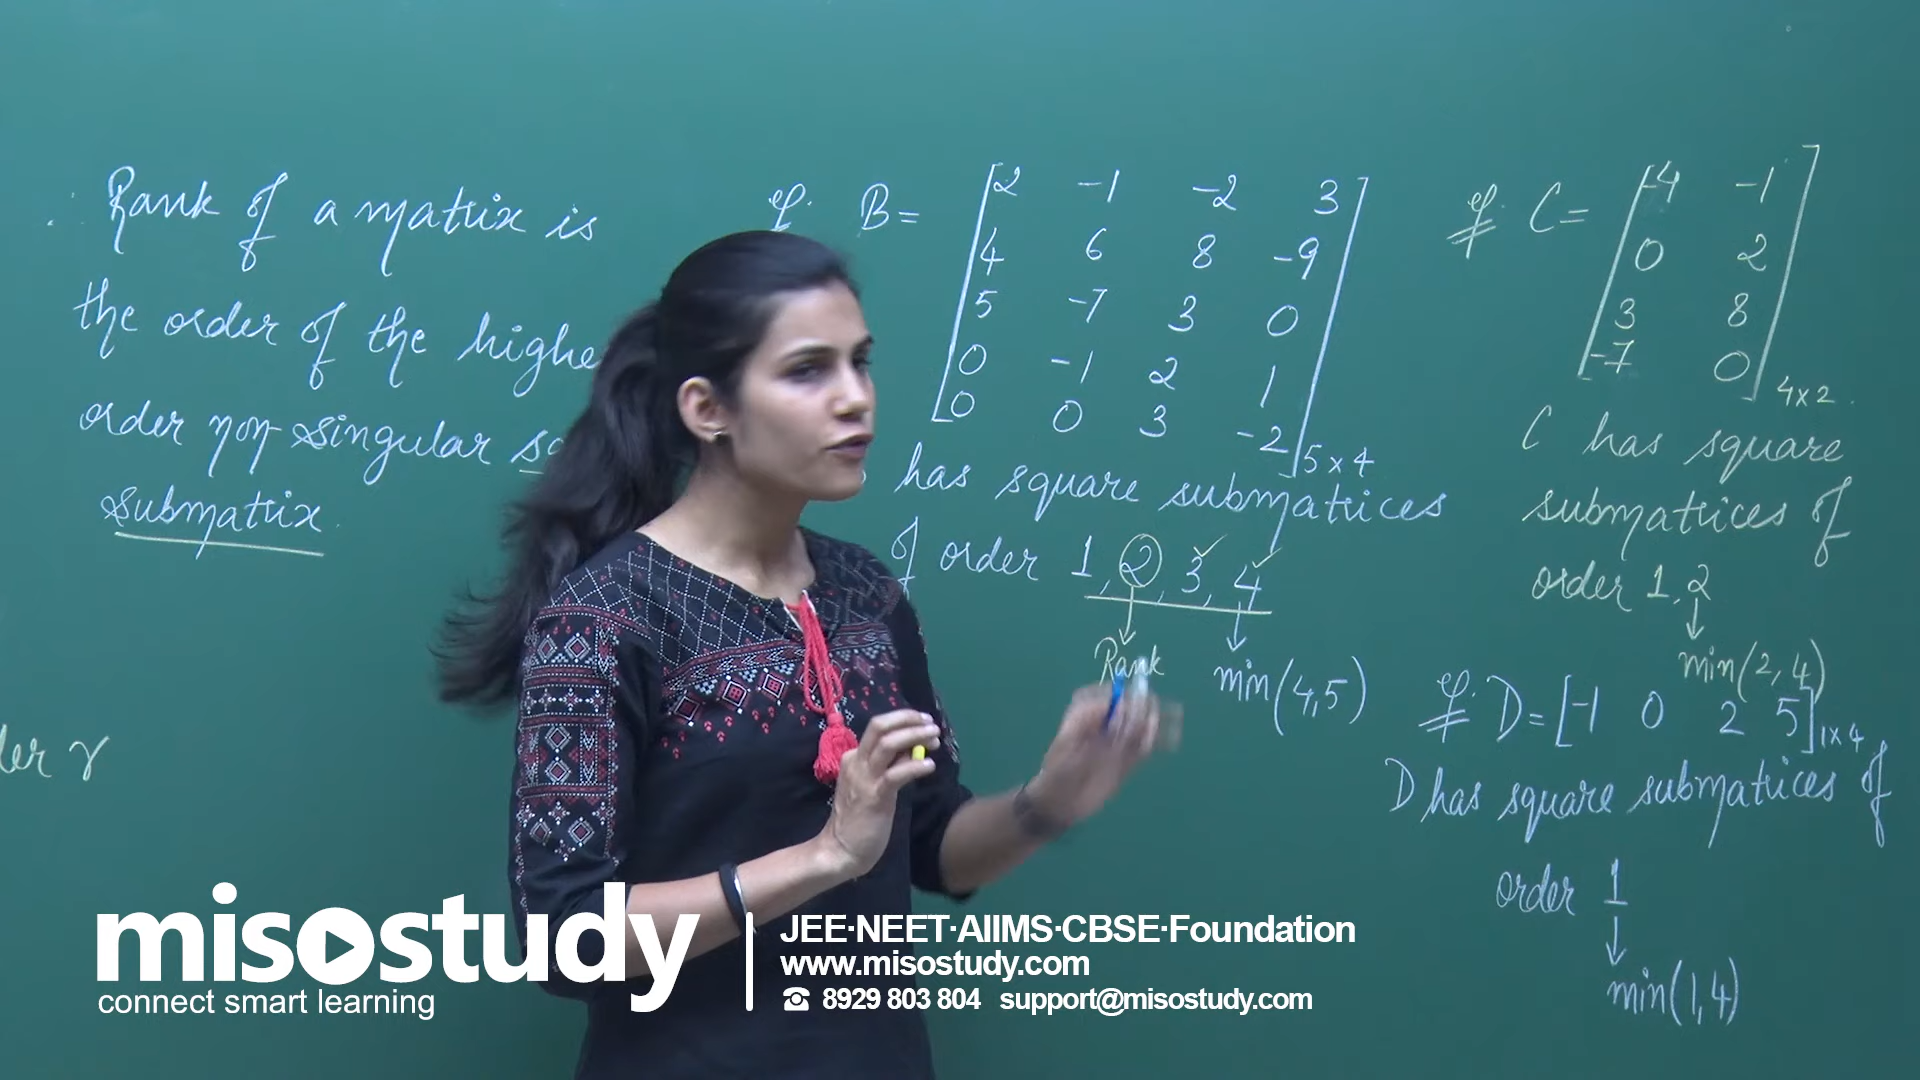 ∴ Rank of a matrix is
the order of the highe
order non-singular sq
submatrix.
der r
eg. B =
2 -1 -2 3
4 6 8 -9
5 -7 3 0
0 -1 2 1
0 0 3 -2
5×4
has square submatrices
of order 1, 2, 3, 4
Rank
min(4,5)
eg. C =
-4 -1
0 2
3 8
-7 0
4×2.
C has square
submatrices of
order 1, 2
min(2,4)
eg. D = [-1 0 2 5] 1×4
D has square submatrices of
order 1
min(1,4)
misostudy
connect smart learning
JEE·NEET·AIIMS·CBSE·Foundation
www.misostudy.com
☎ 8929 803 804 support@misostudy.com